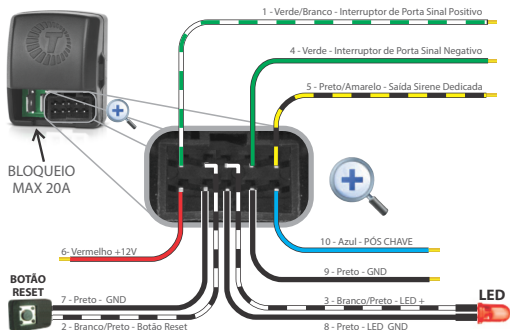 1 - Verde/Branco - Interruptor de Porta Sinal Positivo
4 - Verde - Interruptor de Porta Sinal Negativo
5 - Preto/Amarelo - Saída Sirene Dedicada
BLOQUEIO
MAX 20A
6- Vermelho +12V
10 - Azul - PÓS CHAVE
9 - Preto - GND
BOTÃO
RESET
7 - Preto - GND
2 - Branco/Preto - Botão Reset
3 - Branco/Preto - LED +
8 - Preto - LED GND
LED